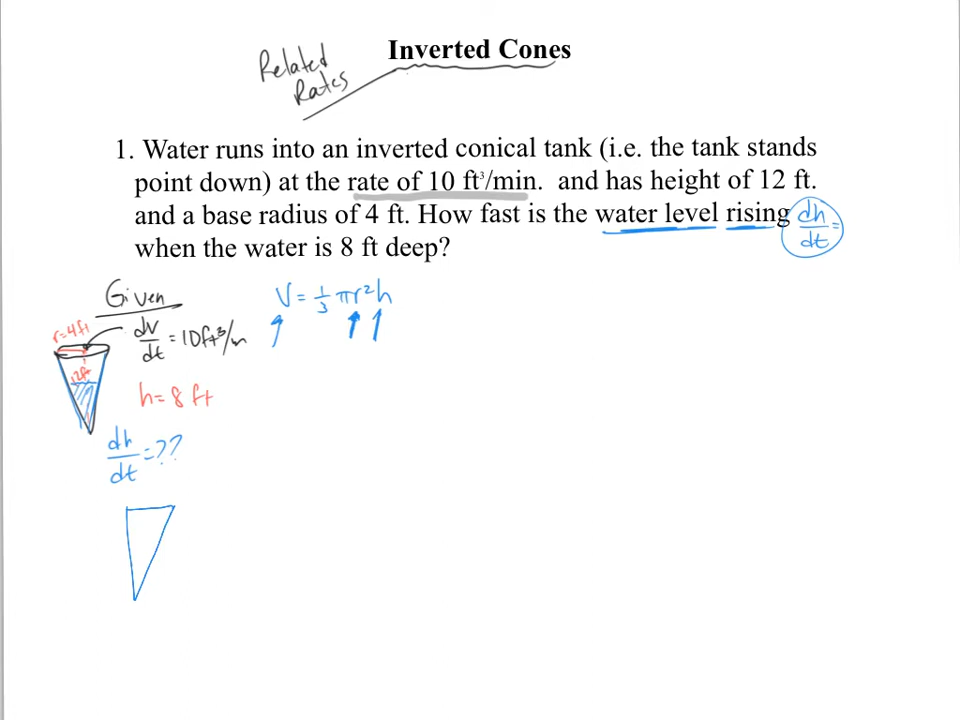 Related
Rates
Inverted Cones
1. Water runs into an inverted conical tank (i.e. the tank stands
point down) at the rate of 10 ft³/min. and has height of 12 ft.
and a base radius of 4 ft. How fast is the water level rising dh/dt =
when the water is 8 ft deep?
Given
V = 1/3 πr²h
r=4ft
dv/dt = 10ft³/m
12ft
h=8 ft
dh/dt = ??